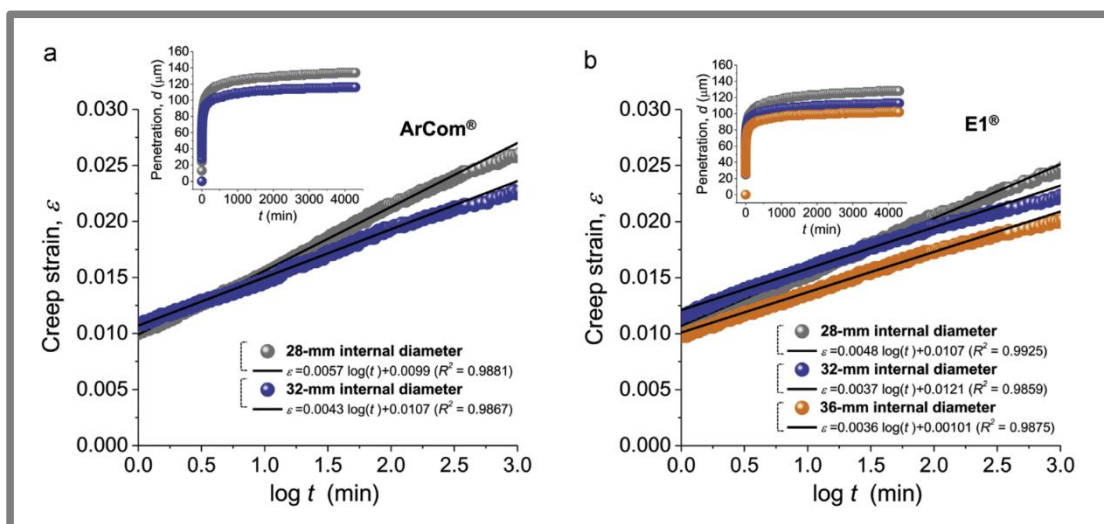 a
160
140
120
100
80
60
40
20
0
Penetration, d (μm)
0 1000 2000 3000 4000
t (min)
ArCom®
0.030
0.025
0.020
0.015
0.010
0.005
0.000
Creep strain, ε
28-mm internal diameter
ε=0.0057 log(t)+0.0099 (R² = 0.9881)
32-mm internal diameter
ε=0.0043 log(t)+0.0107 (R² = 0.9867)
0.0 0.5 1.0 1.5 2.0 2.5 3.0
log t (min)
b
160
140
120
100
80
60
40
20
0
Penetration, d (μm)
0 1000 2000 3000 4000
t (min)
E1®
0.030
0.025
0.020
0.015
0.010
0.005
0.000
Creep strain, ε
28-mm internal diameter
ε=0.0048 log(t)+0.0107 (R² = 0.9925)
32-mm internal diameter
ε=0.0037 log(t)+0.0121 (R² = 0.9859)
36-mm internal diameter
ε=0.0036 log(t)+0.00101 (R² = 0.9875)
0.0 0.5 1.0 1.5 2.0 2.5 3.0
log t (min)